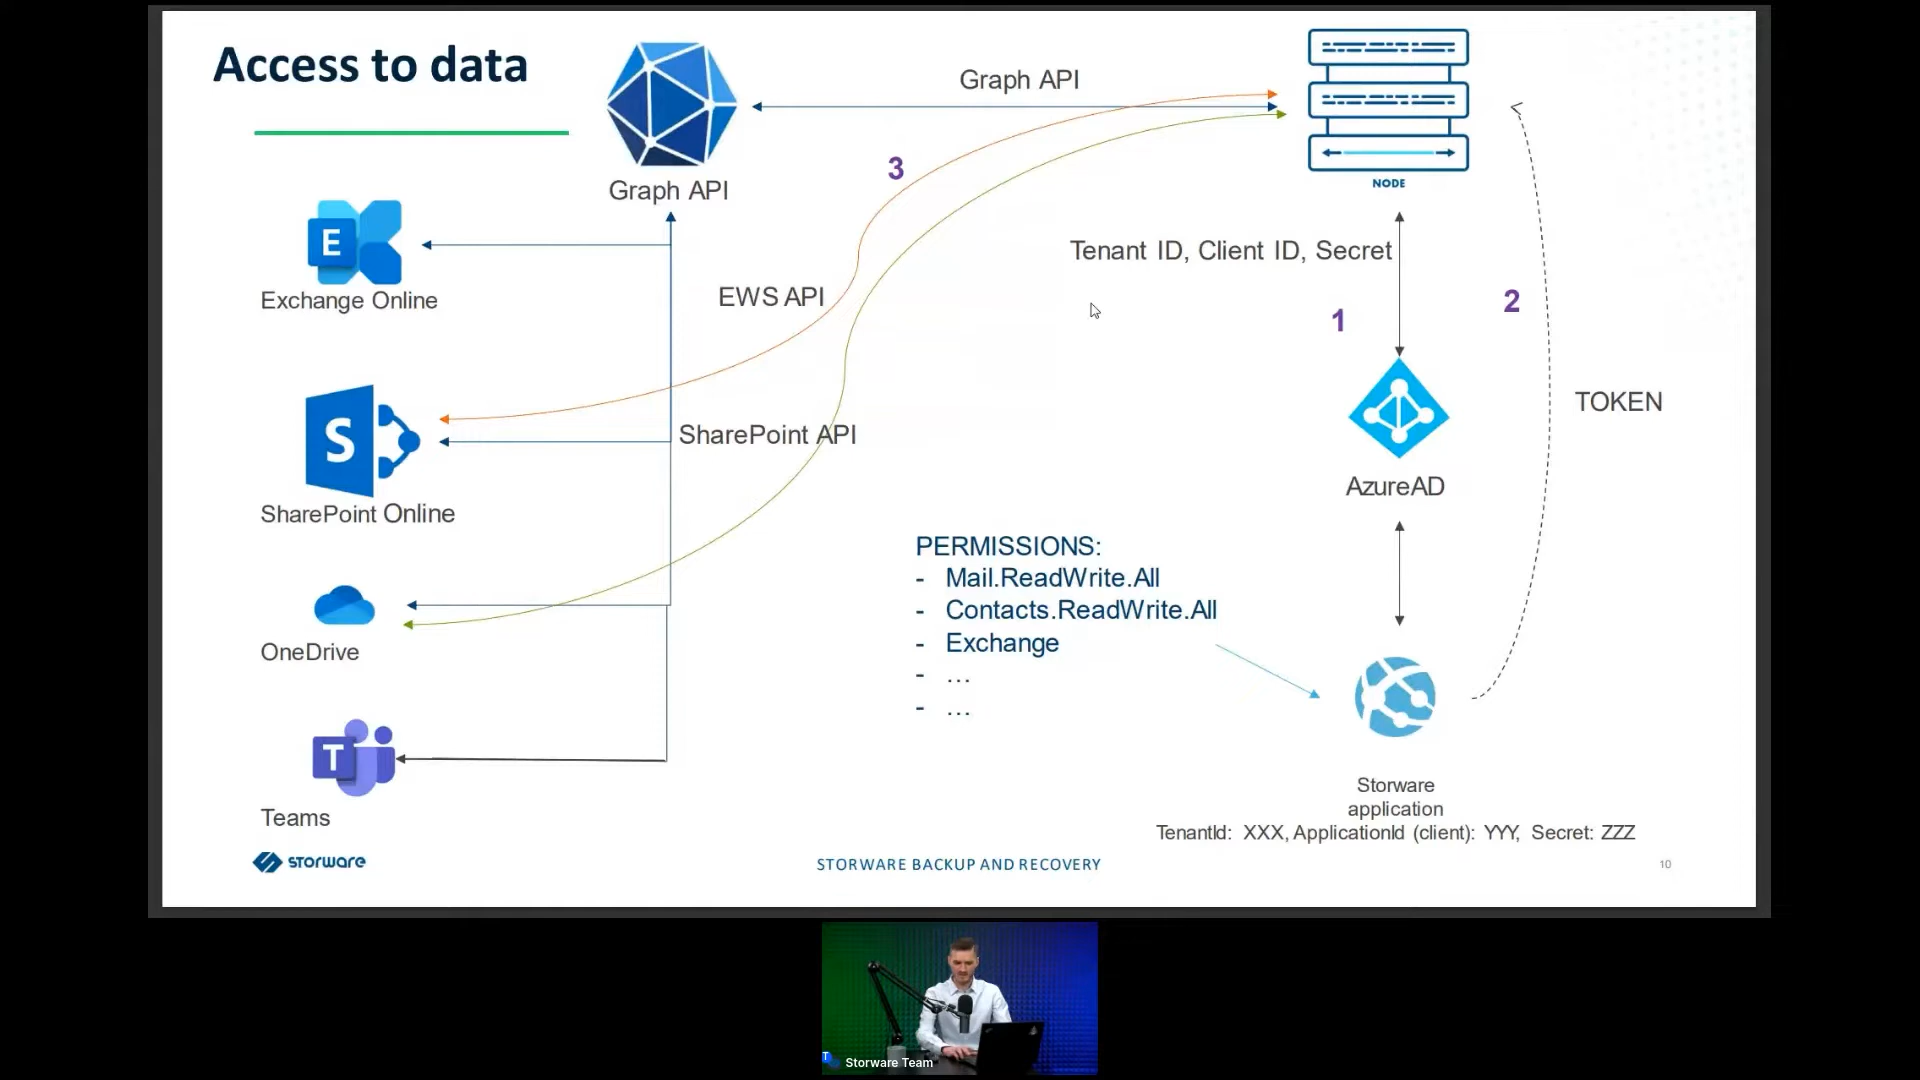 Access to data
Graph API
Graph API
NODE
3
E
Exchange Online
Tenant ID, Client ID, Secret
EWS API
1
2
TOKEN
S
SharePoint API
SharePoint Online
AzureAD
PERMISSIONS:
- Mail.ReadWrite.All
- Contacts.ReadWrite.All
- Exchange
- ...
- ...
OneDrive
T
Teams
Storware
application
TenantId: XXX, ApplicationId (client): YYY, Secret: ZZZ
STORWARE
STORWARE BACKUP AND RECOVERY
10
T
Storware Team